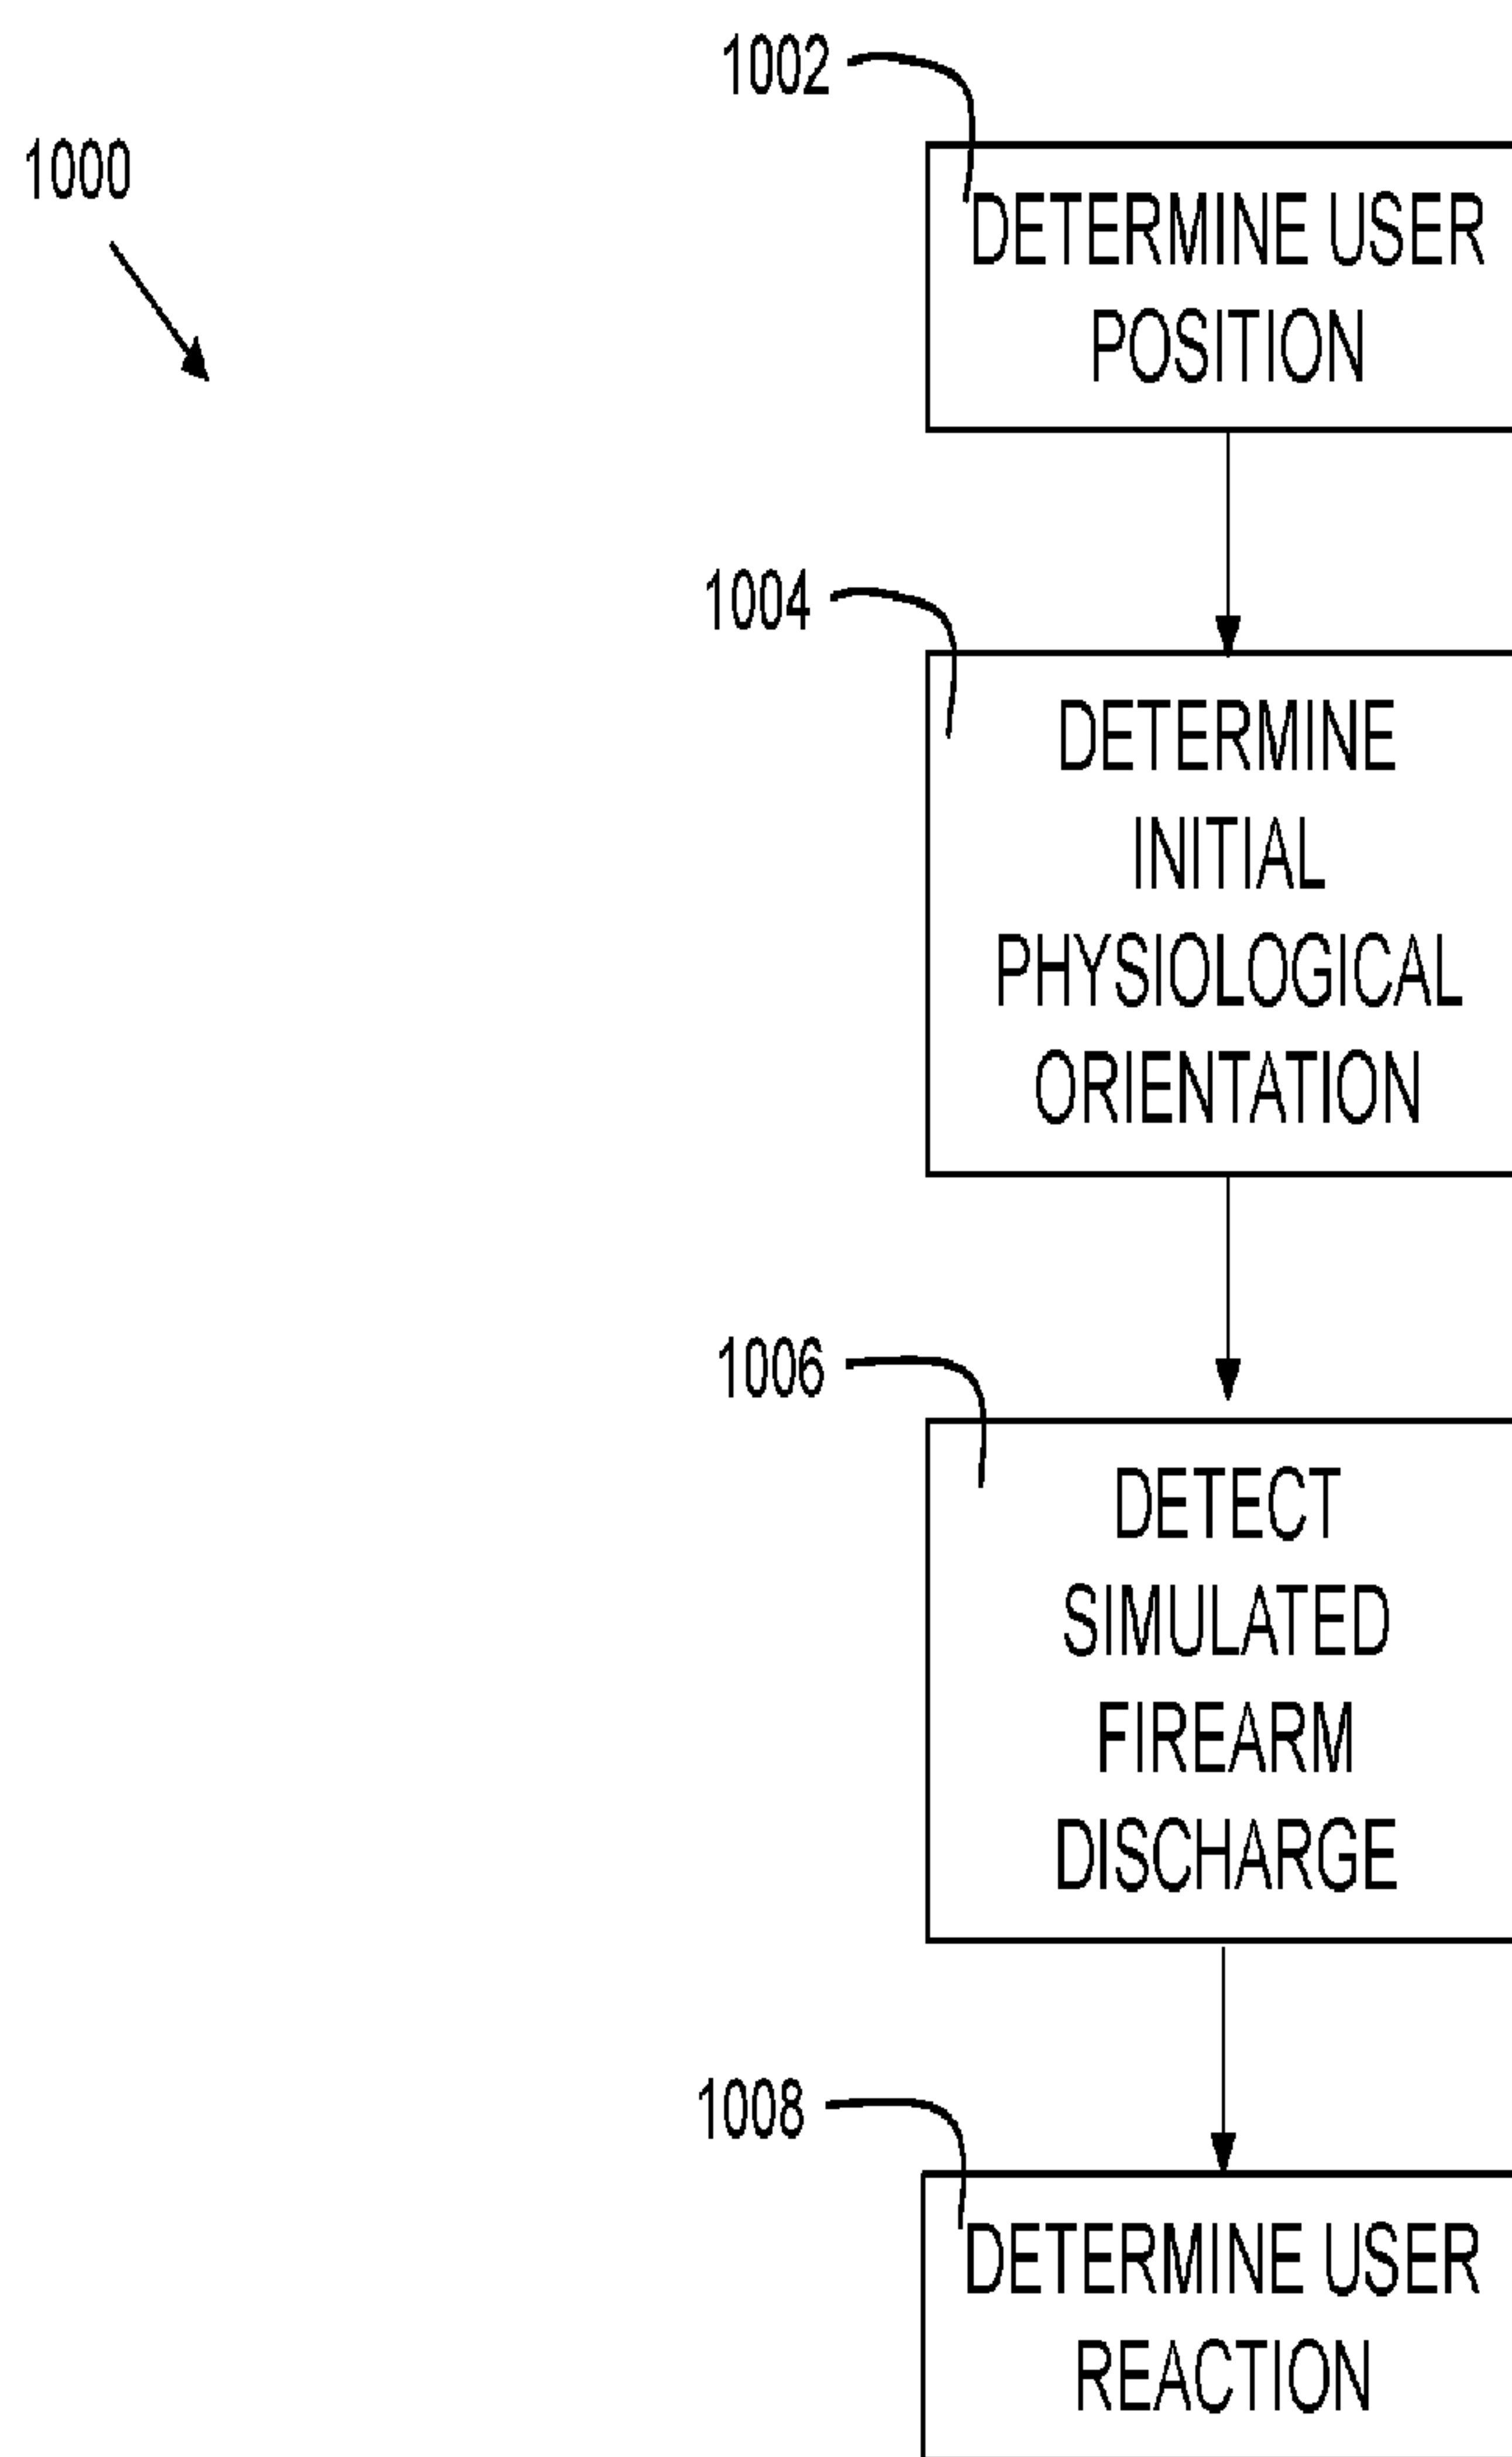 1002
1000
DETERMINE USER
POSITION
1004
DETERMINE
INITIAL
PHYSIOLOGICAL
ORIENTATION
1006
DETECT
SIMULATED
FIREARM
DISCHARGE
1008
DETERMINE USER
REACTION